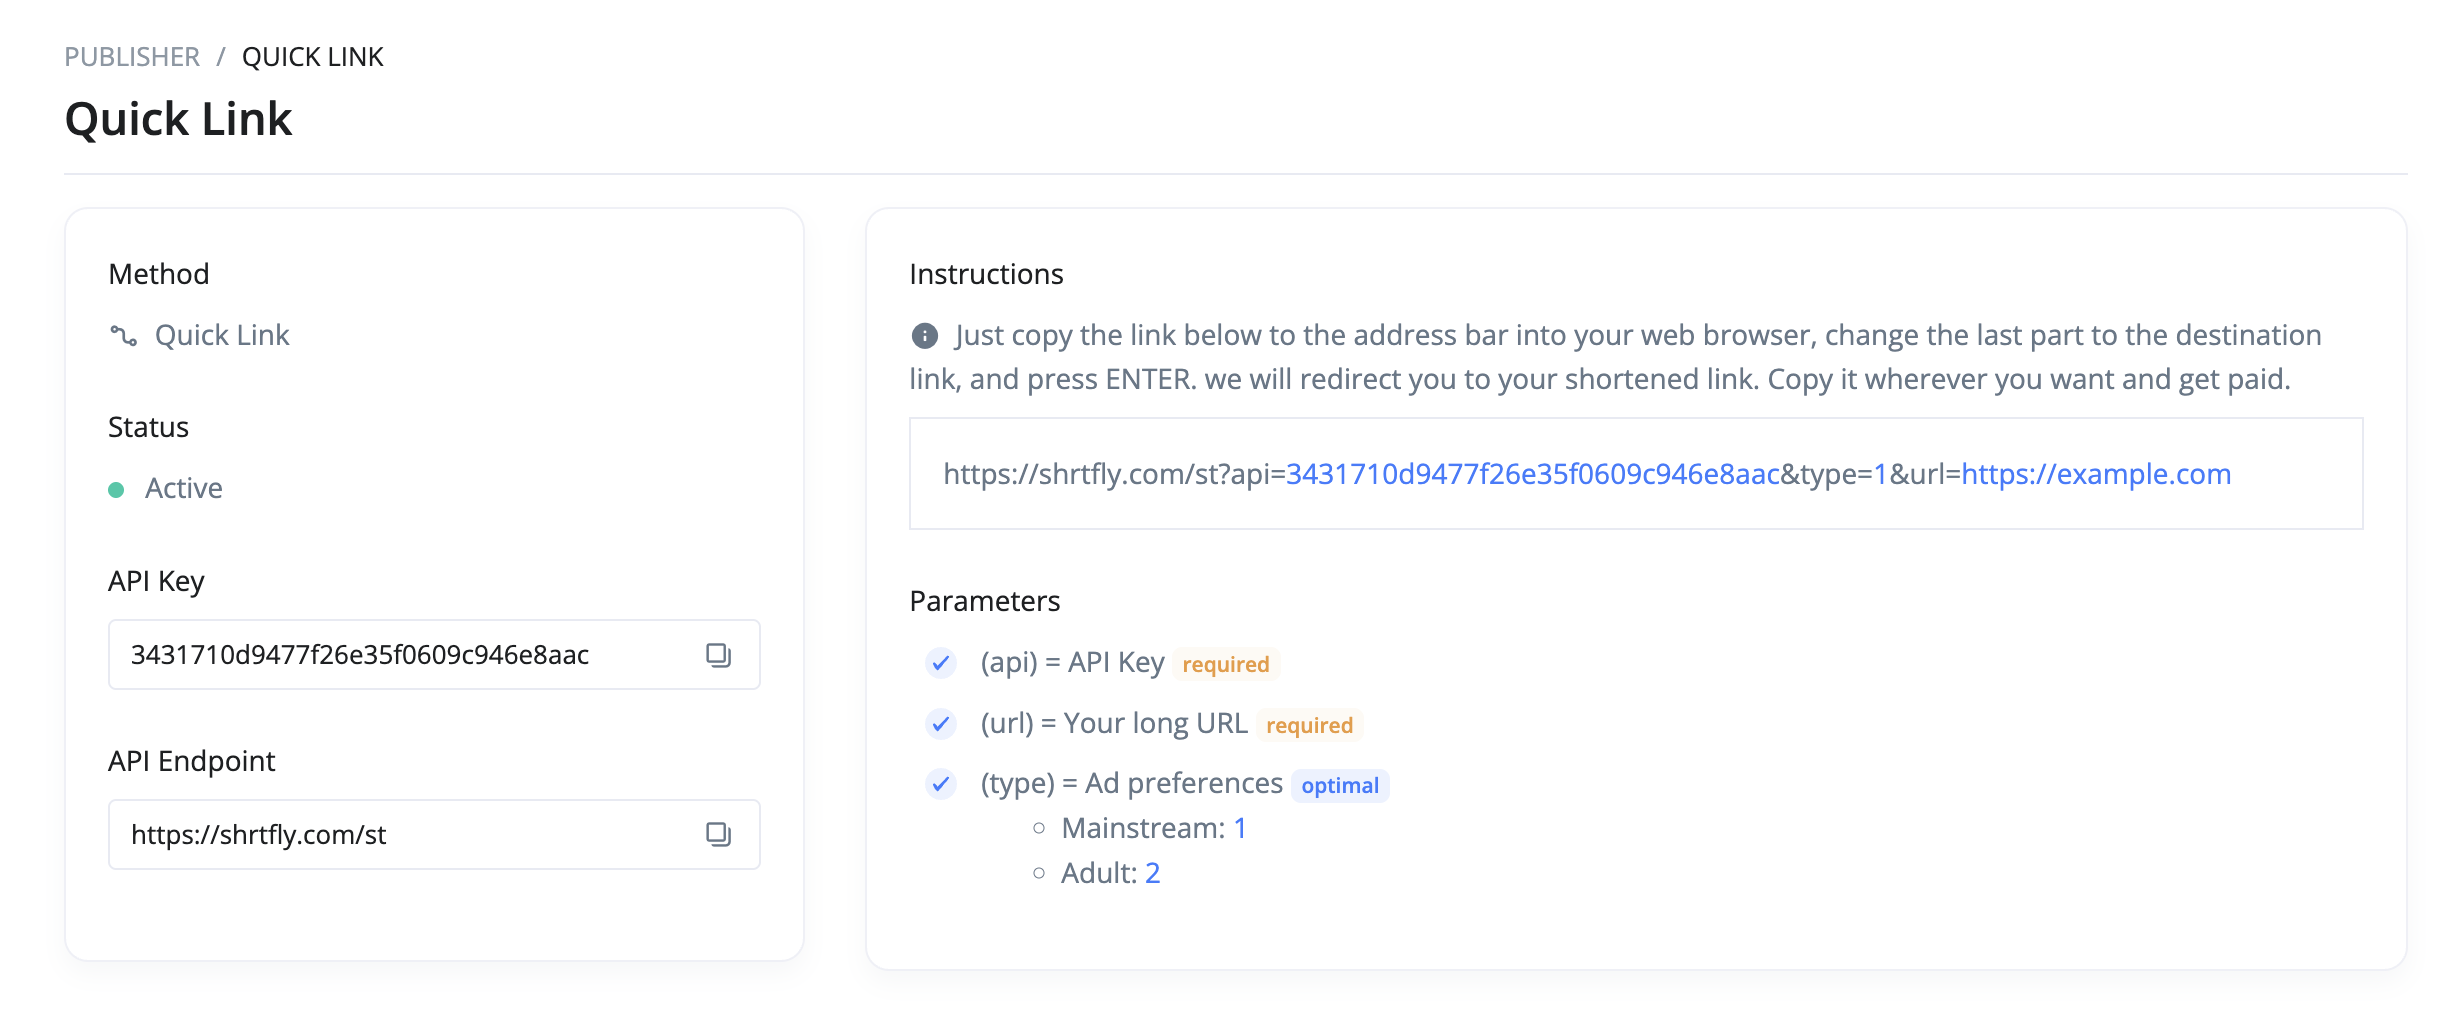 PUBLISHER / QUICK LINK
Quick Link
Method
Quick Link
Status
Active
API Key
3431710d9477f26e35f0609c946e8aac
API Endpoint
https://shrtfly.com/st
Instructions
Just copy the link below to the address bar into your web browser, change the last part to the destination
link, and press ENTER. we will redirect you to your shortened link. Copy it wherever you want and get paid.
https://shrtfly.com/st?api=3431710d9477f26e35f0609c946e8aac&type=1&url=https://example.com
Parameters
(api) = API Key required
(url) = Your long URL required
(type) = Ad preferences optimal
Mainstream: 1
Adult: 2